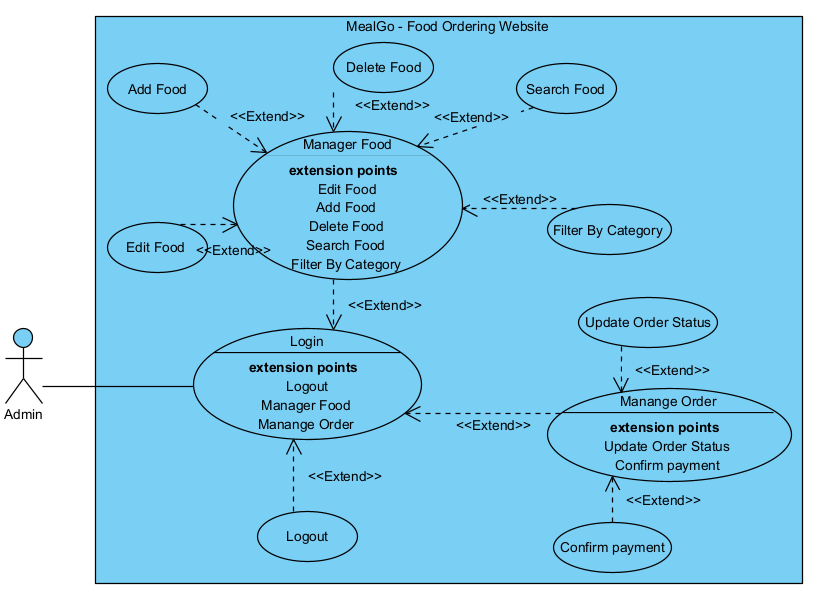 MealGo - Food Ordering Website
Delete Food
Add Food
<<Extend>>
<<Extend>>
<<Extend>>
Search Food
Manager Food
extension points
Edit Food
Add Food
Delete Food
Search Food
Filter By Category
<<Extend>>
Filter By Category
Edit Food
<<Extend>>
<<Extend>>
Update Order Status
Login
extension points
Logout
Manager Food
Manange Order
<<Extend>>
Manange Order
extension points
Update Order Status
Confirm payment
Admin
<<Extend>>
<<Extend>>
<<Extend>>
Logout
Confirm payment